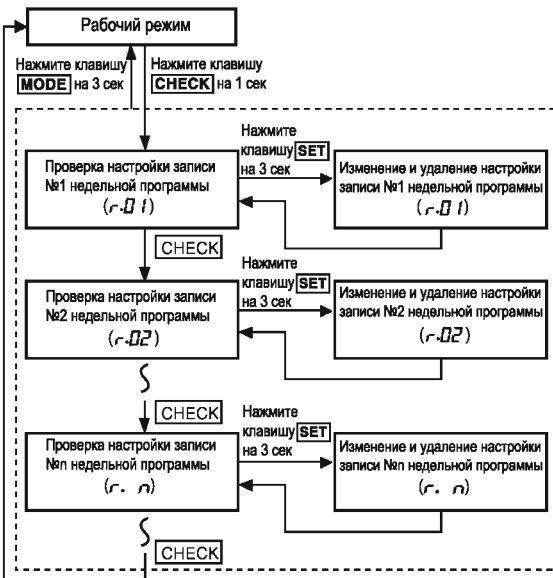 Рабочий режим
Нажмите клавишу
MODE на 3 сек
Нажмите клавишу
CHECK на 1 сек
Нажмите
клавишу SET
на 3 сек
Проверка настройки записи
№1 недельной программы
(r.01)
Изменение и удаление настройки
записи №1 недельной программы
(r.01)
CHECK
Нажмите
клавишу SET
на 3 сек
Проверка настройки записи
№2 недельной программы
(r.02)
Изменение и удаление настройки
записи №2 недельной программы
(r.02)
CHECK
Нажмите
клавишу SET
на 3 сек
Проверка настройки записи
№n недельной программы
(r. n)
Изменение и удаление настройки
записи №n недельной программы
(r. n)
CHECK